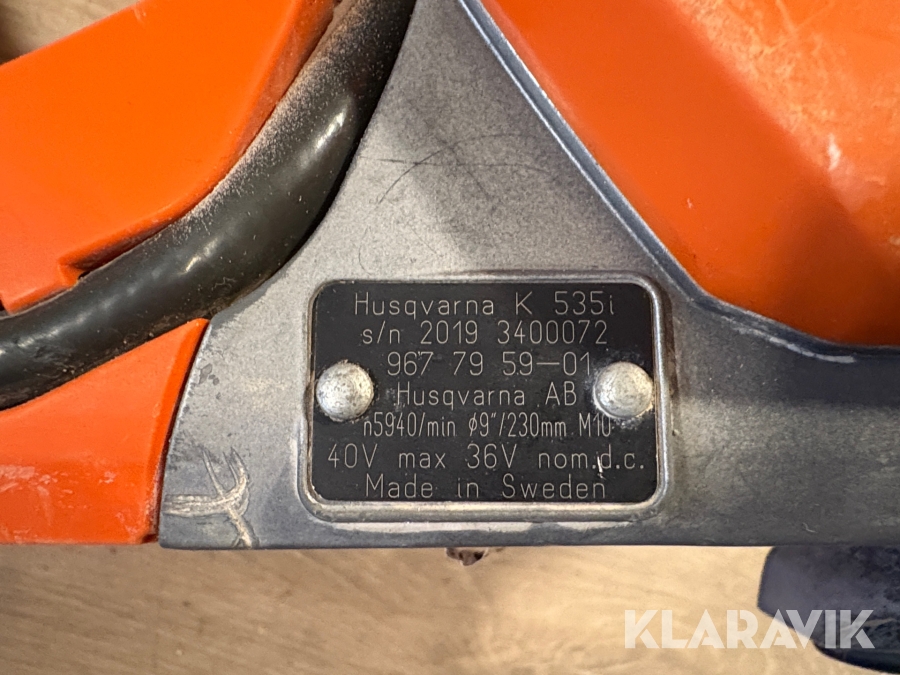 Husqvarna K 535i
s/n 2019 3400072
967 79 59-01
Husqvarna AB
n5940/min ø9"/230mm M10
40V max 36V nom.d.c.
Made in Sweden
KLARAVIK